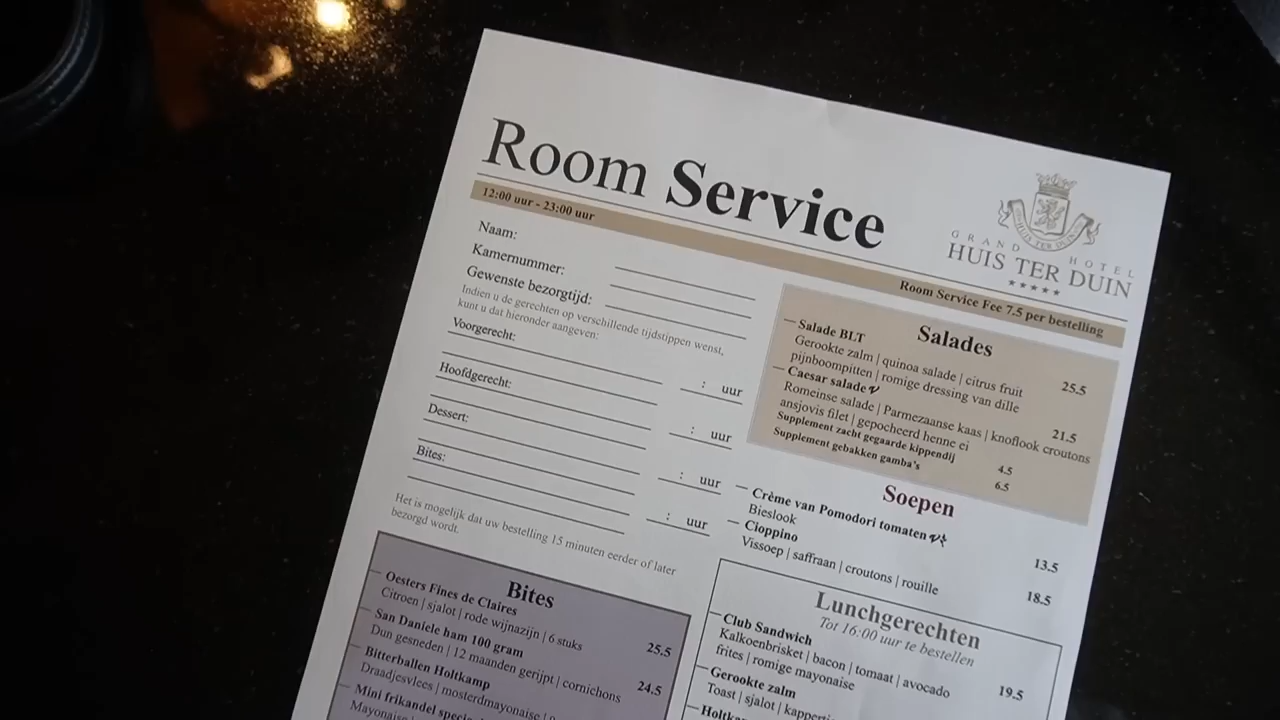 Room Service
GRAND HOTEL
HUIS TER DUIN
12:00 uur - 23:00 uur
Room Service Fee 7.5 per bestelling
Naam:
Kamernummer:
Gewenste bezorgtijd:
Indien u de gerechten op verschillende tijdstippen wenst,
kunt u dat hieronder aangeven:
Voorgerecht:
: uur
Hoofdgerecht:
: uur
Dessert:
: uur
Bites:
: uur
Het is mogelijk dat uw bestelling 15 minuten eerder of later
bezorgd wordt.
Bites
Oesters Fines de Claires
Citroen | sjalot | rode wijnazijn | 6 stuks 25.5
San Daniele ham 100 gram
Dun gesneden | 12 maanden gerijpt | cornichons 24.5
Bitterballen Holtkamp
Draadjesvlees | mosterdmayonaise |
Mini frikandel
Mayonaise
Salades
Salade BLT
Gerookte zalm | quinoa salade | citrus fruit
pijnboompitten | romige dressing van dille 25.5
Caesar salade
Romeinse salade | Parmezaanse kaas | knoflook croutons
ansjovis filet | gepocheerd henne ei 21.5
Supplement zacht gegaarde kippendij 4.5
Supplement gebakken gamba's 6.5
Soepen
Crème van Pomodori tomaten
Bieslook 13.5
Cioppino
Vissoep | saffraan | croutons | rouille 18.5
Lunchgerechten
Tot 16:00 uur te bestellen
Club Sandwich
Kalkoenbrisket | bacon | tomaat | avocado
frites | romige mayonaise 19.5
Gerookte zalm
Toast | sjalot |